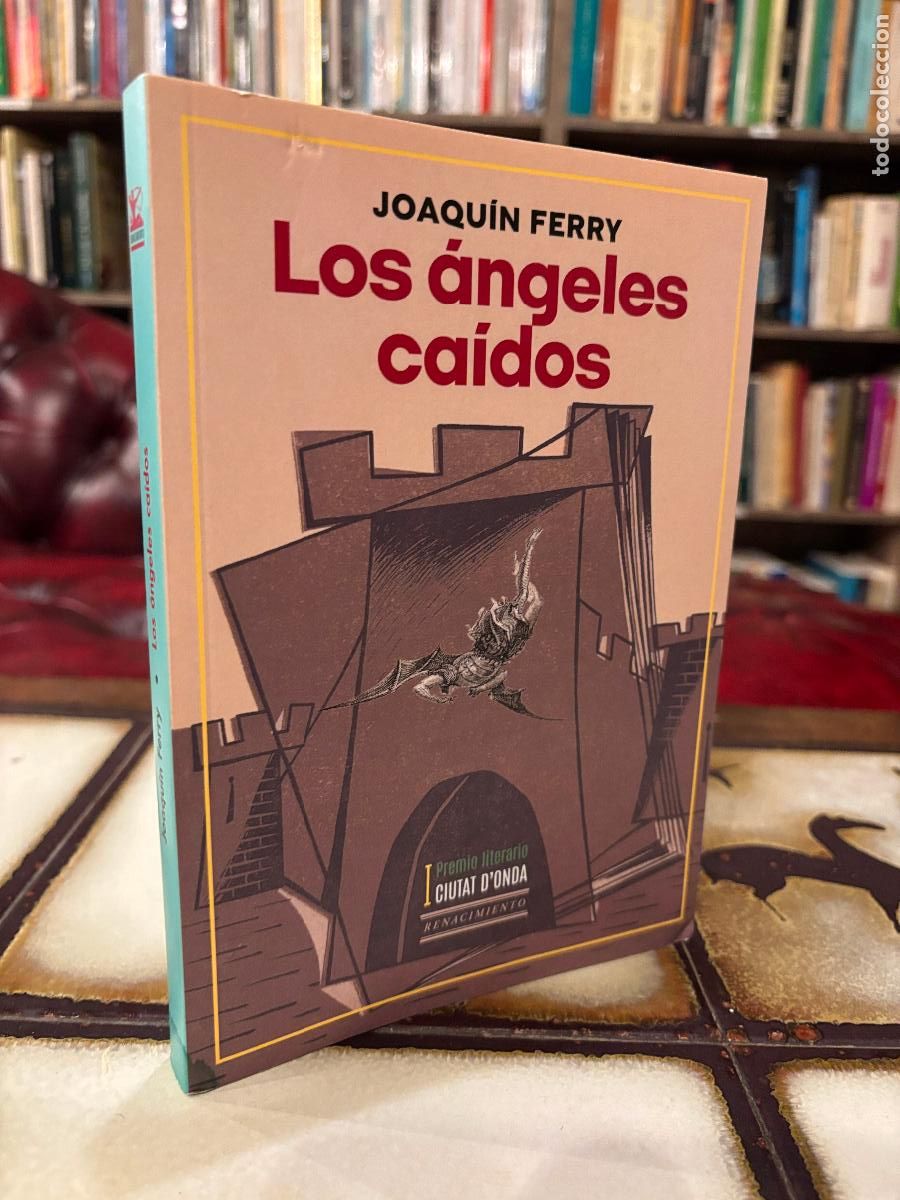 JOAQUÍN FERRY
Los ángeles
caídos
I Premio literario
CIUTAT D'ONDA
RENACIMIENTO
Los ángeles caídos • Joaquín Ferry
todocoleccion